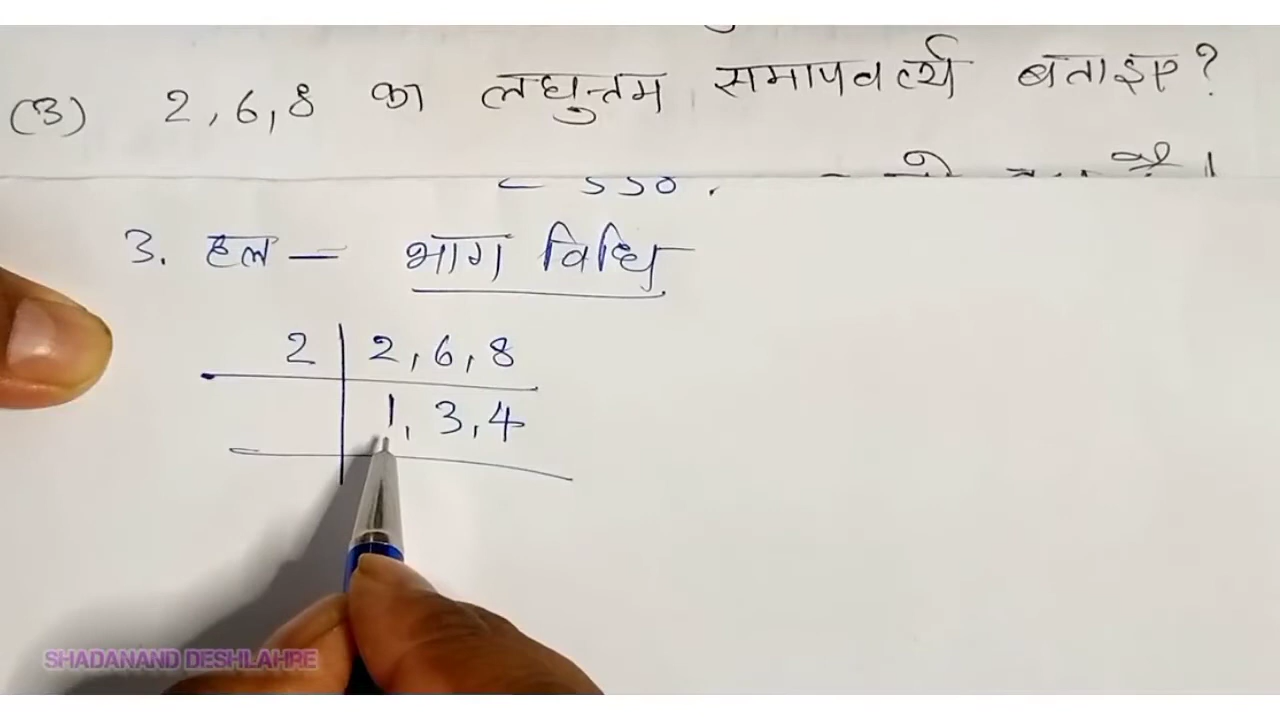 (3) 2, 6, 8 का लघुत्तम समापवर्त्य बताइए?
3. हल — भाग विधि
2 | 2, 6, 8
1, 3, 4
SHADANAND DESHLAHRE